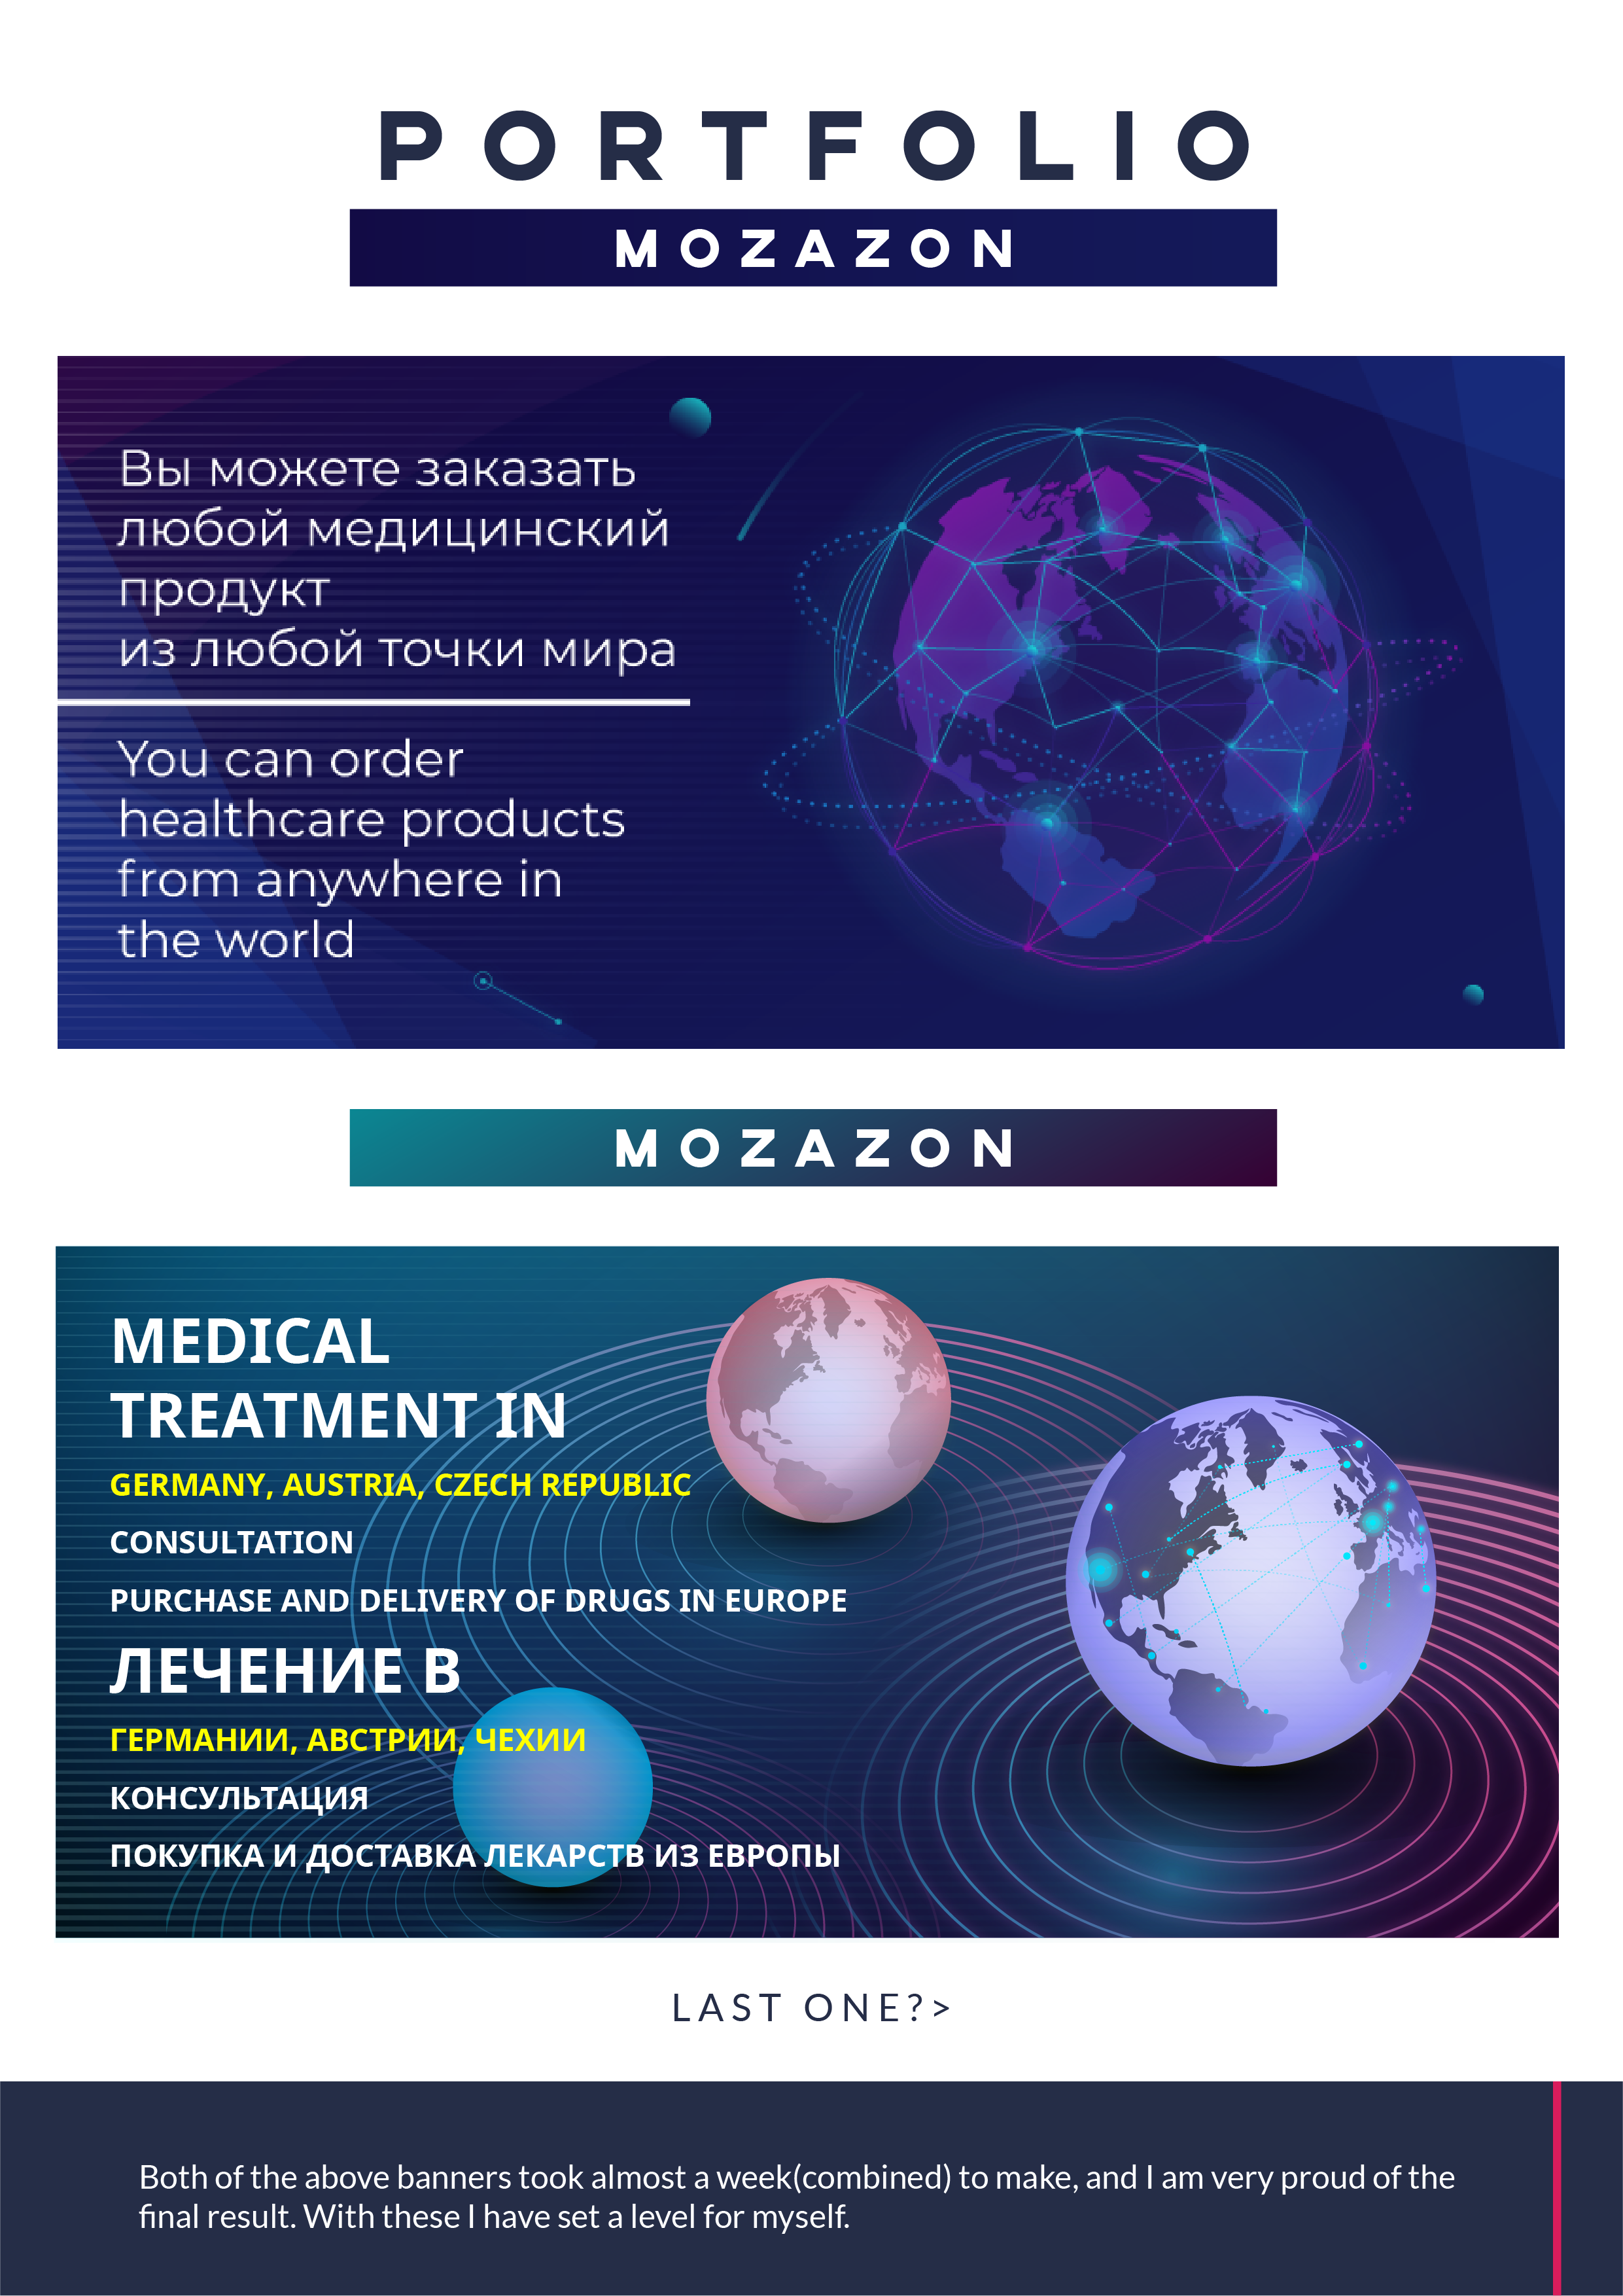 PORTFOLIO
MOZAZON
Вы можете заказать
любой медицинский
продукт
из любой точки мира
You can order
healthcare products
from anywhere in
the world
MOZAZON
MEDICAL
TREATMENT IN
GERMANY, AUSTRIA, CZECH REPUBLIC
CONSULTATION
PURCHASE AND DELIVERY OF DRUGS IN EUROPE
ЛЕЧЕНИЕ В
ГЕРМАНИИ, АВСТРИИ, ЧЕХИИ
КОНСУЛЬТАЦИЯ
ПОКУПКА И ДОСТАВКА ЛЕКАРСТВ ИЗ ЕВРОПЫ
LAST ONE?>
Both of the above banners took almost a week(combined) to make, and I am very proud of the
final result. With these I have set a level for myself.